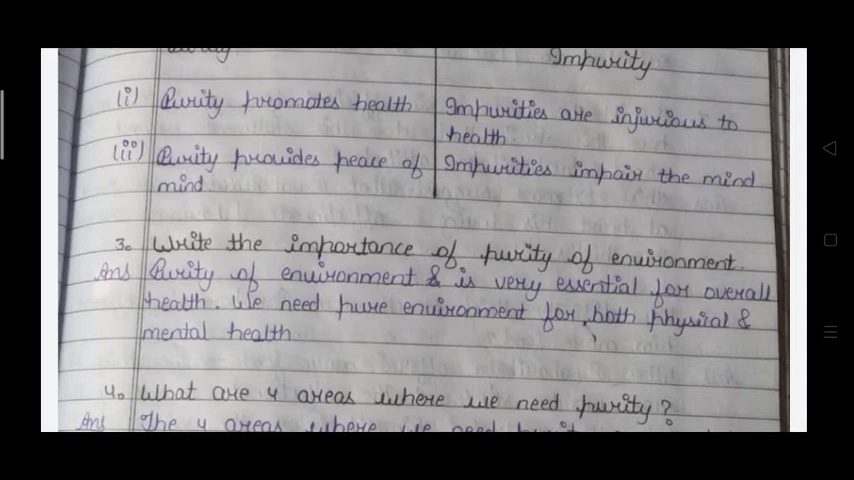 Impurity
(i) Purity promates health Impurities are injurious to
health.
(ii) Purity provides peace of Impurities impair the mind
mind.
3. Write the importance of purity of environment.
Ans Purity of environment & is very essential for overall
health. We need pure environment for, both physical &
mental health
4. What are 4 areas where we need purity?
Ans The 4 areas where we need